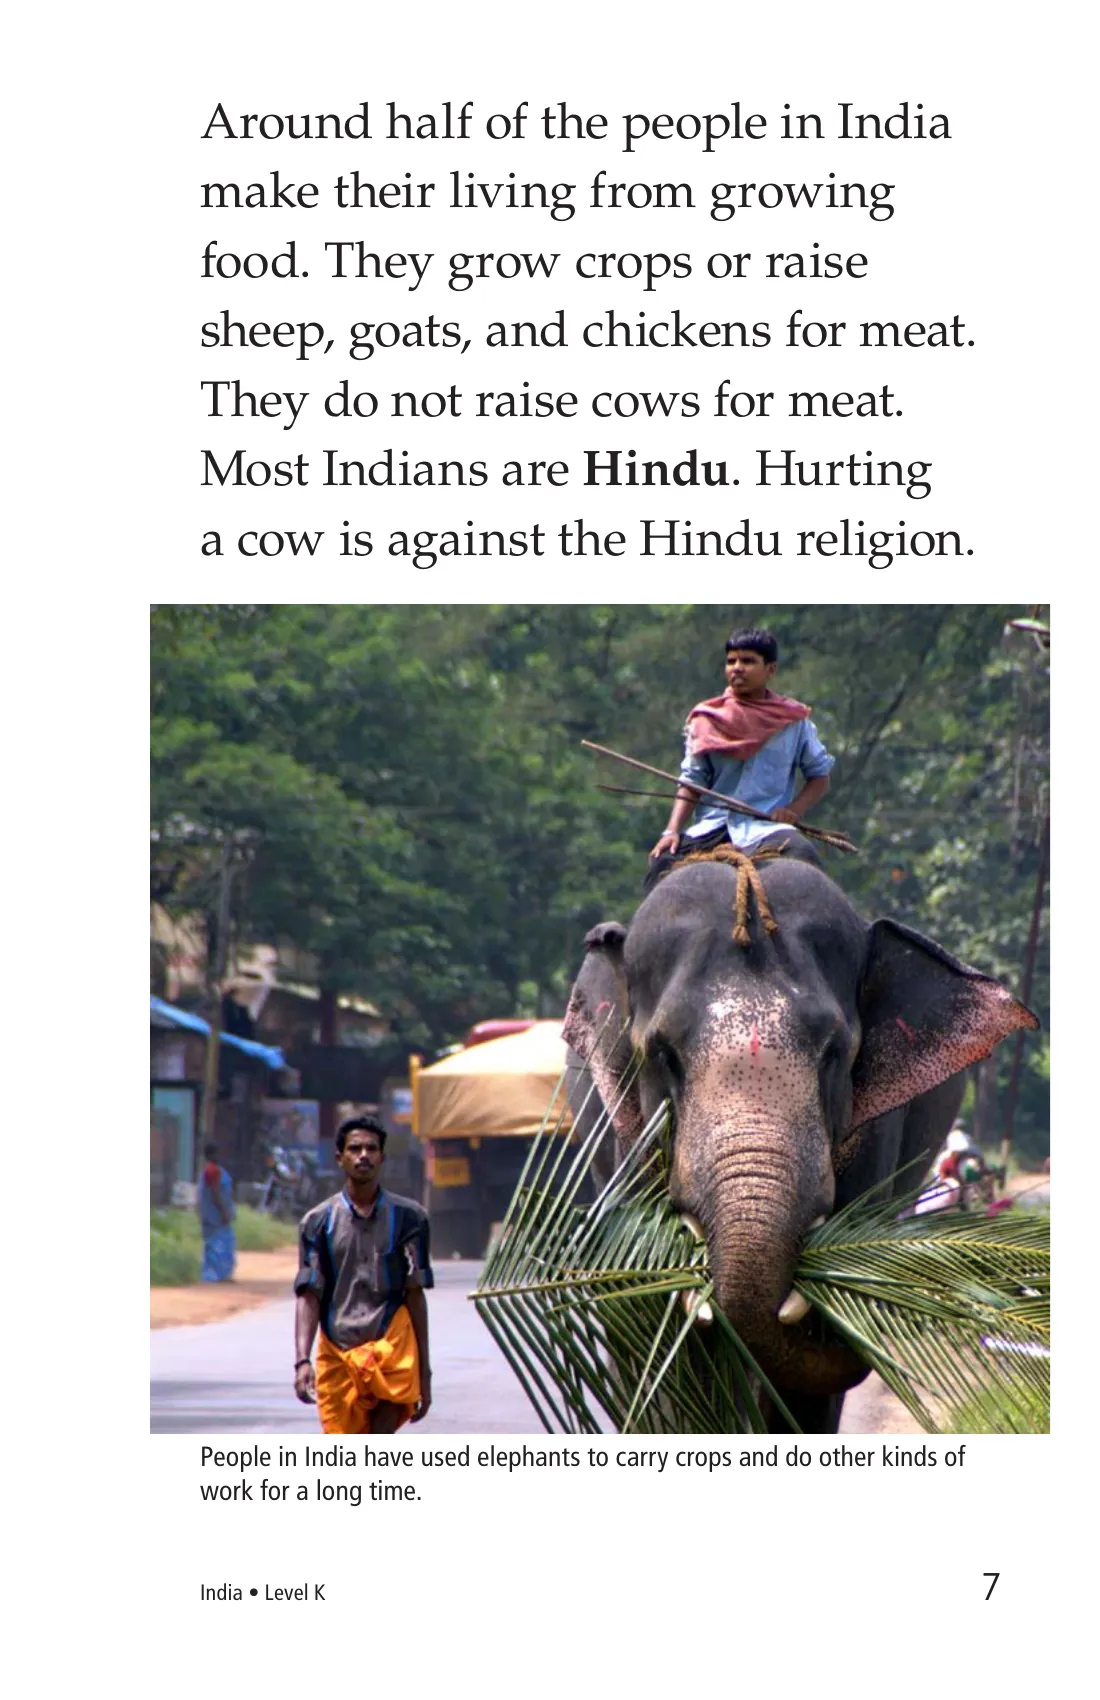 Around half of the people in India
make their living from growing
food. They grow crops or raise
sheep, goats, and chickens for meat.
They do not raise cows for meat.
Most Indians are Hindu. Hurting
a cow is against the Hindu religion.
People in India have used elephants to carry crops and do other kinds of
work for a long time.
India • Level K
7